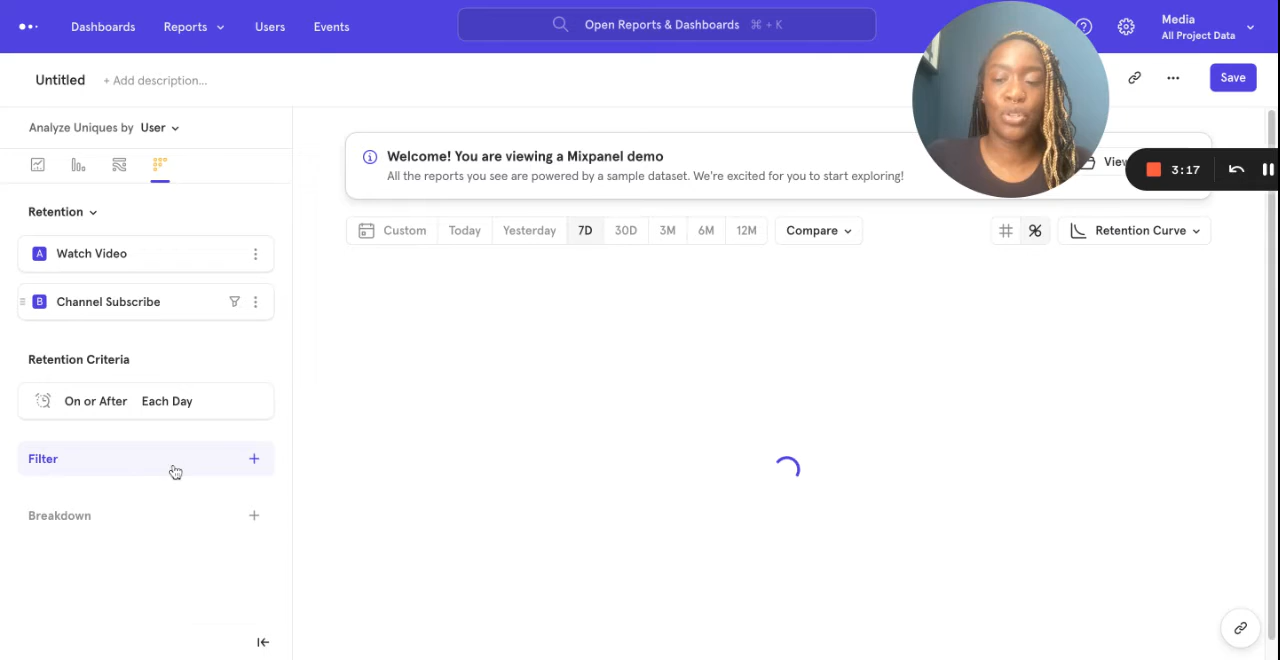 Dashboards Reports Users Events Open Reports & Dashboards ⌘ + K ? Media
All Project Data
Untitled + Add description... Save
Analyze Uniques by User
Welcome! You are viewing a Mixpanel demo
All the reports you see are powered by a sample dataset. We're excited for you to start exploring!
3:17
Retention
Custom Today Yesterday 7D 30D 3M 6M 12M Compare # % Retention Curve
A Watch Video
B Channel Subscribe
Retention Criteria
On or After Each Day
Filter +
Breakdown +